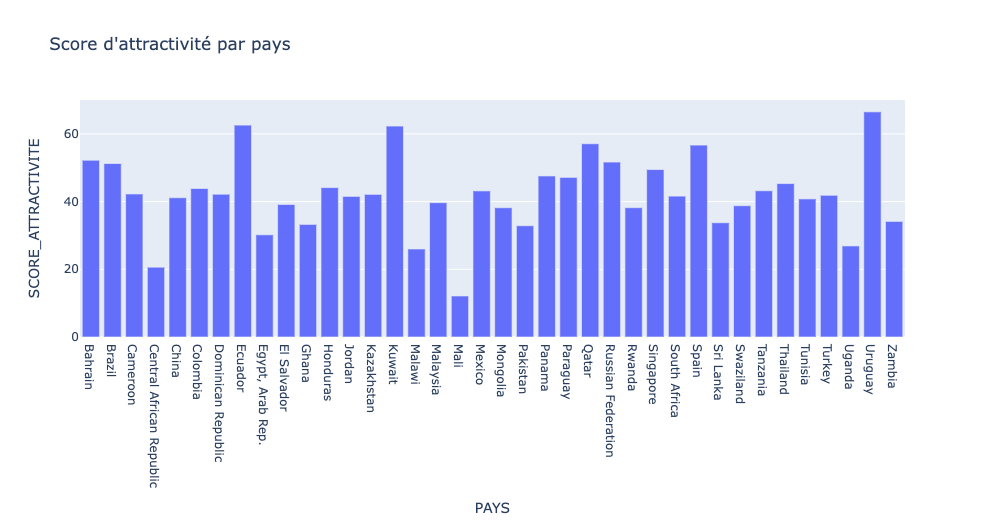 Score d'attractivité par pays
SCORE_ATTRACTIVITE
60
40
20
0
Bahrain
Brazil
Cameroon
Central African Republic
China
Colombia
Dominican Republic
Ecuador
Egypt, Arab Rep.
El Salvador
Ghana
Honduras
Jordan
Kazakhstan
Kuwait
Malawi
Malaysia
Mali
Mexico
Mongolia
Pakistan
Panama
Paraguay
Qatar
Russian Federation
Rwanda
Singapore
South Africa
Spain
Sri Lanka
Swaziland
Tanzania
Thailand
Tunisia
Turkey
Uganda
Uruguay
Zambia
PAYS